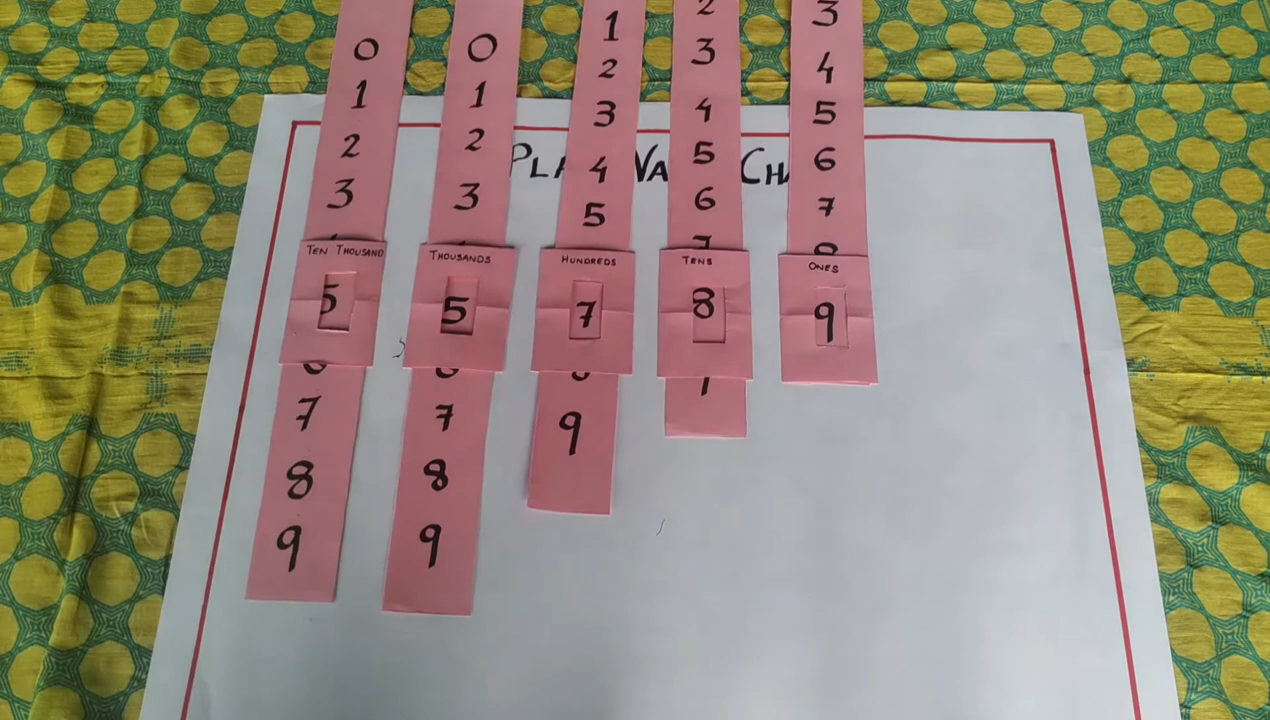 0 0 1 2 3
1 1 2 3 4
2 2 3 4 5
3 3 4 5 6
5 6 7
PLA VA CH
TEN THOUSAND THOUSANDS HUNDREDS TENS ONES
5 5 7 8 9
7 7 9
8 8
9 9